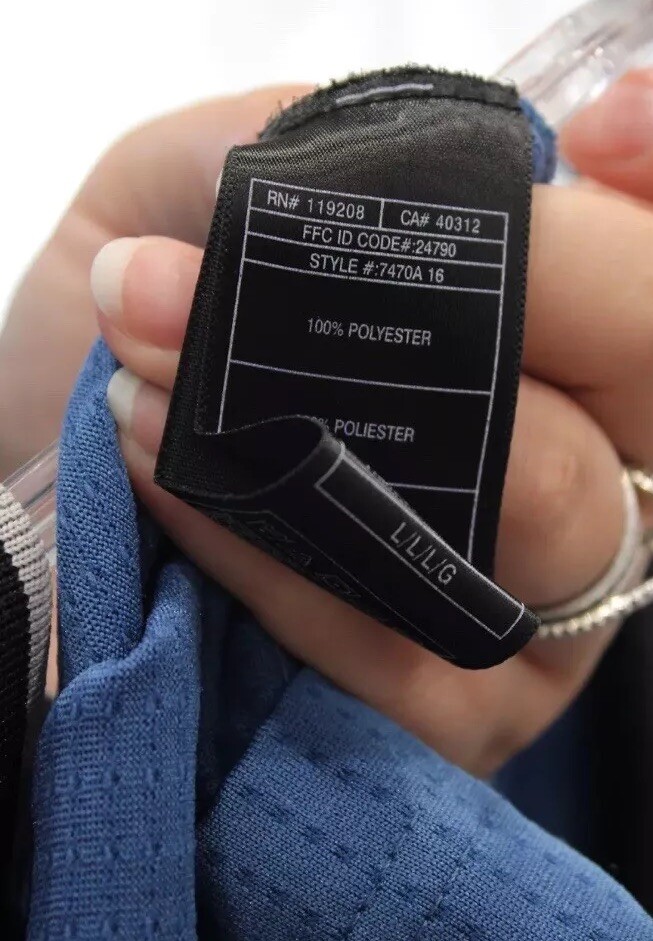 RN# 119208 CA# 40312
FFC ID CODE#:24790
STYLE #:7470A 16
100% POLYESTER
% POLIESTER
L/L/L/G